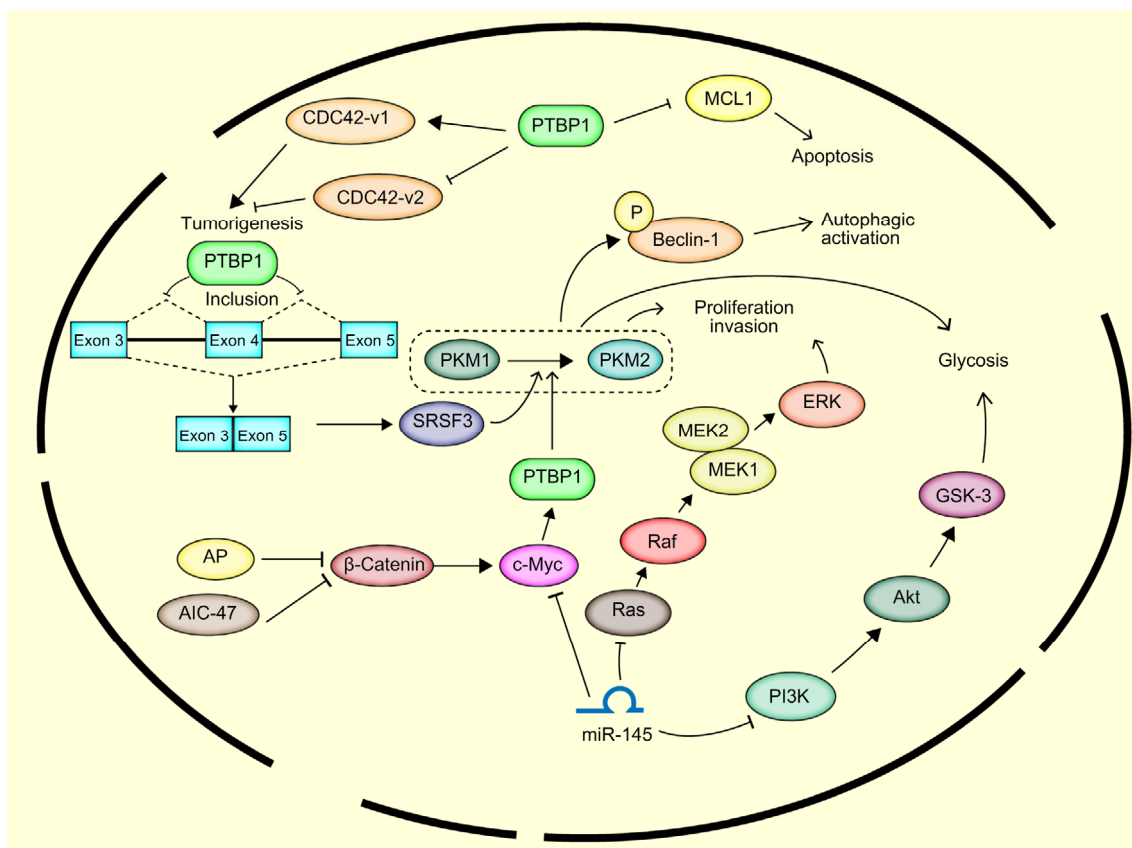 MCL1
CDC42-v1
PTBP1
Apoptosis
CDC42-v2
P
Tumorigenesis
Beclin-1
Autophagic
activation
PTBP1
Inclusion
Proliferation
invasion
Exon 3
Exon 4
Exon 5
PKM1
PKM2
Glycosis
ERK
SRSF3
MEK2
Exon 3
Exon 5
MEK1
PTBP1
GSK-3
Raf
AP
β-Catenin
c-Myc
Akt
AIC-47
Ras
PI3K
miR-145